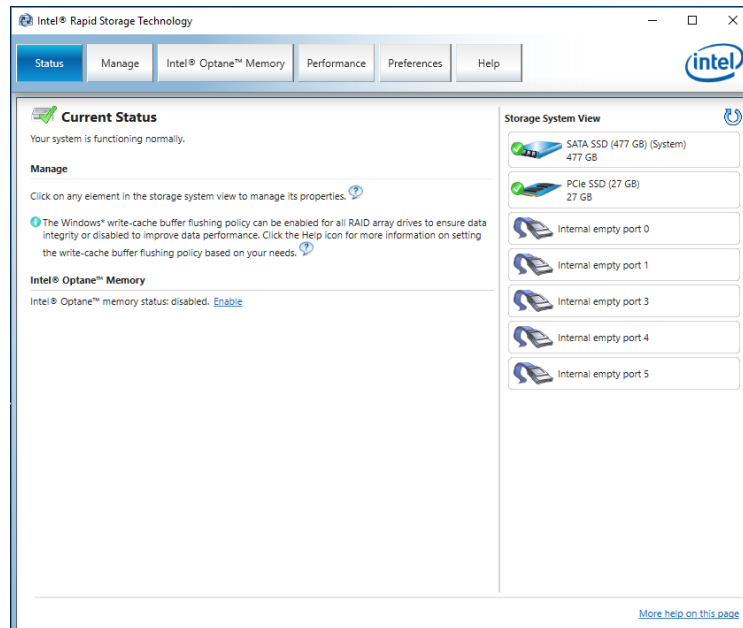 Intel® Rapid Storage Technology
Status
Manage
Intel® Optane™ Memory
Performance
Preferences
Help
intel
Current Status
Your system is functioning normally.
Manage
Click on any element in the storage system view to manage its properties.
The Windows* write-cache buffer flushing policy can be enabled for all RAID array drives to ensure data
integrity or disabled to improve data performance. Click the Help icon for more information on setting
the write-cache buffer flushing policy based on your needs.
Intel® Optane™ Memory
Intel® Optane™ memory status: disabled. Enable
Storage System View
SATA SSD (477 GB) (System)
477 GB
PCIe SSD (27 GB)
27 GB
Internal empty port 0
Internal empty port 1
Internal empty port 3
Internal empty port 4
Internal empty port 5
More help on this page